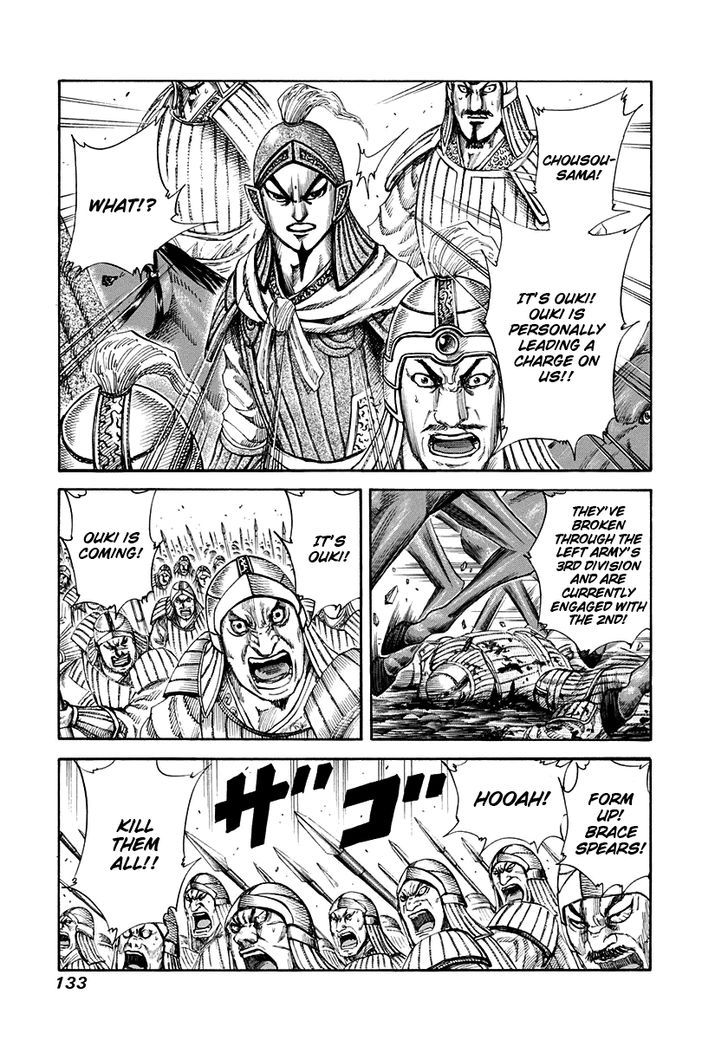 CHOUSOU-
SAMA!
IT'S OUKI!
OUKI IS
PERSONALLY
LEADING A
CHARGE ON
US!!
WHAT!?
THEY'VE
BROKEN
THROUGH THE
LEFT ARMY'S
3RD DIVISION
AND ARE
CURRENTLY
ENGAGED WITH
THE 2ND!
IT'S
OUKI!
OUKI IS
COMING!
FORM
UP!
BRACE
SPEARS!
HOOAH!
ザゴ
KILL
THEM
ALL!!
133